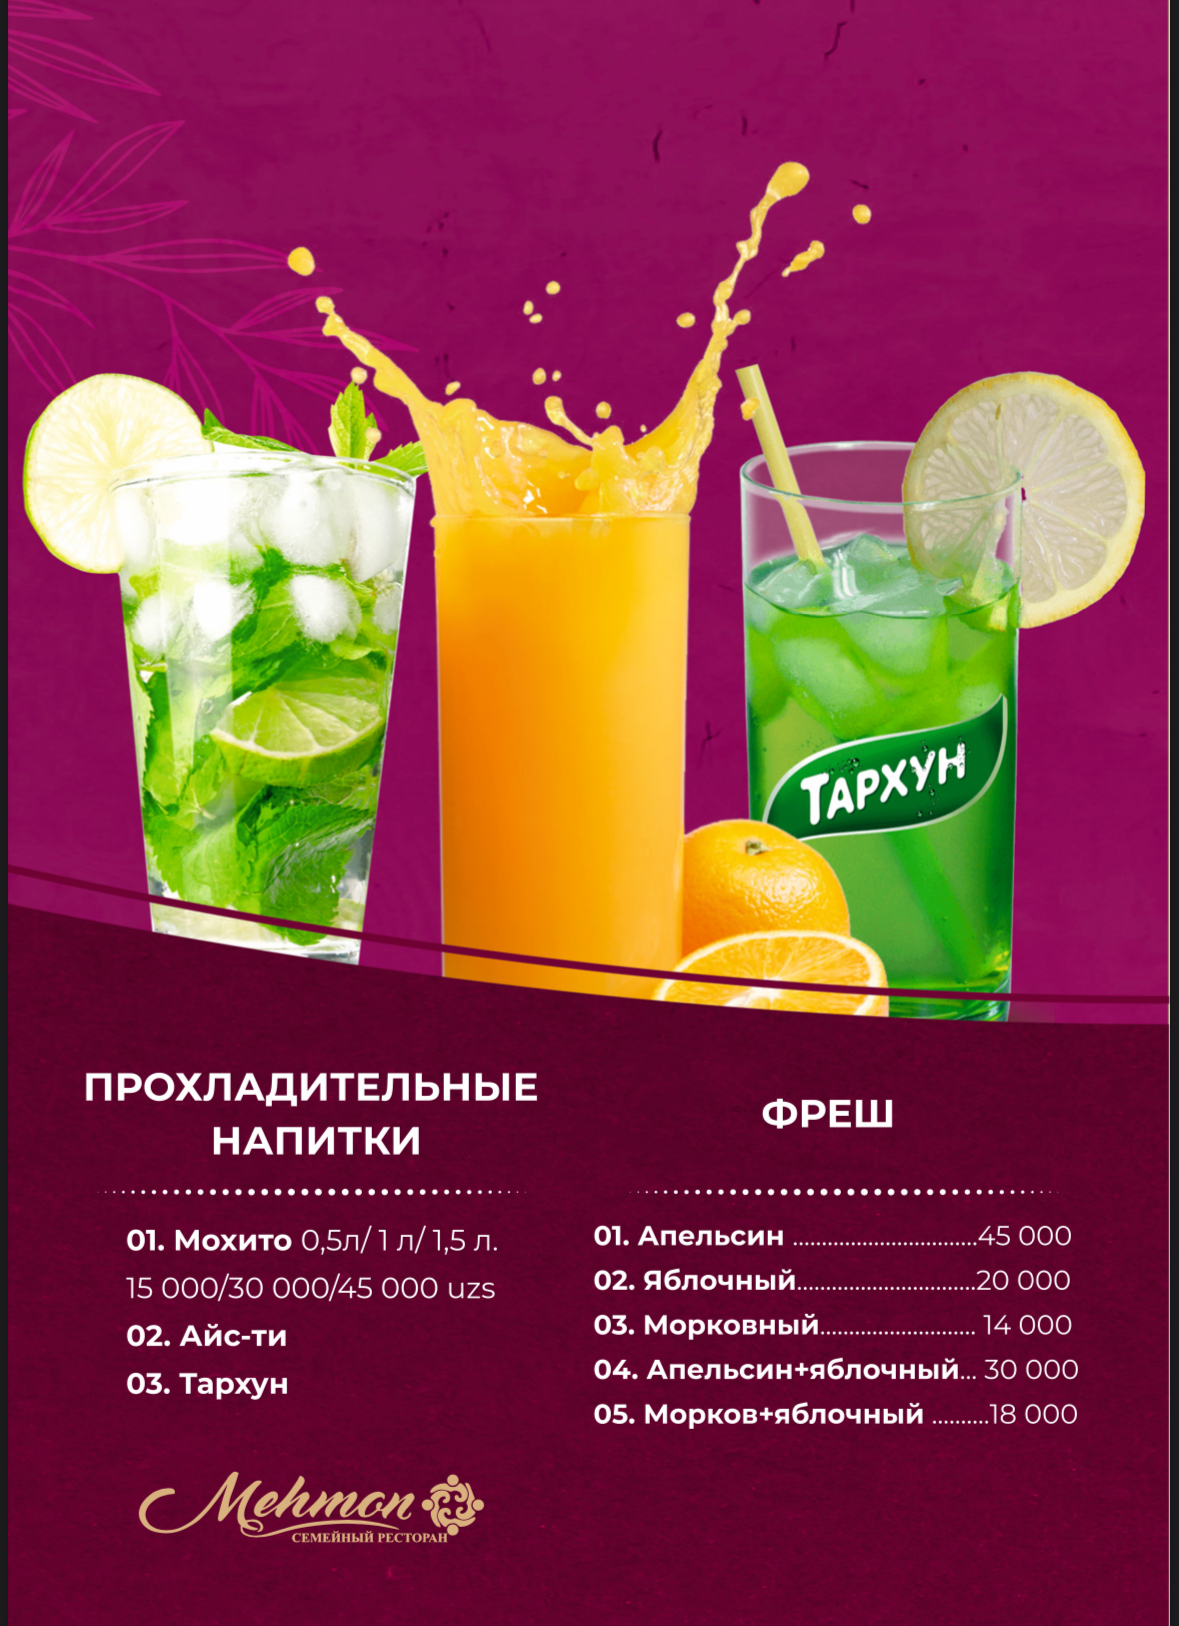 ТАРХУН
ПРОХЛАДИТЕЛЬНЫЕ
НАПИТКИ
01. Мохито 0,5л/ 1 л/ 1,5 л.
15 000/30 000/45 000 uzs
02. Айс-ти
03. Тархун
ФРЕШ
01. Апельсин ...............................45 000
02. Яблочный..............................20 000
03. Морковный.......................... 14 000
04. Апельсин+яблочный... 30 000
05. Морков+яблочный ..........18 000
Mehmon
СЕМЕЙНЫЙ РЕСТОРАН